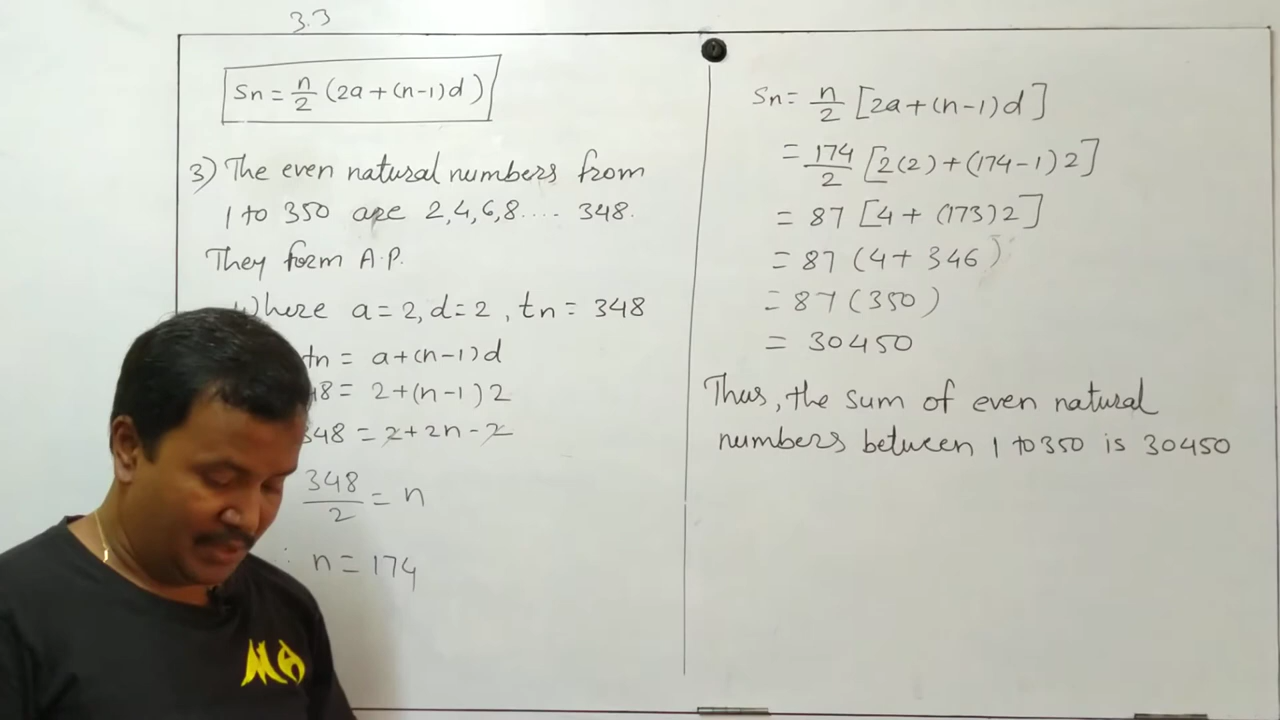 3.3
Sn = n/2 (2a+(n-1)d)
3) The even natural numbers from
1 to 350 are 2,4,6,8.... 348.
They form A.P.
Where a=2, d=2, tn = 348
tn = a+(n-1)d
48 = 2+(n-1)2
348 = 2+2n-2
348/2 = n
∴ n = 174
Sn = n/2 [2a+(n-1)d]
= 174/2 [2(2)+(174-1)2]
= 87 [4+(173)2]
= 87 (4+346)
= 87 (350)
= 30450
Thus, the sum of even natural
numbers between 1 to 350 is 30450
MA